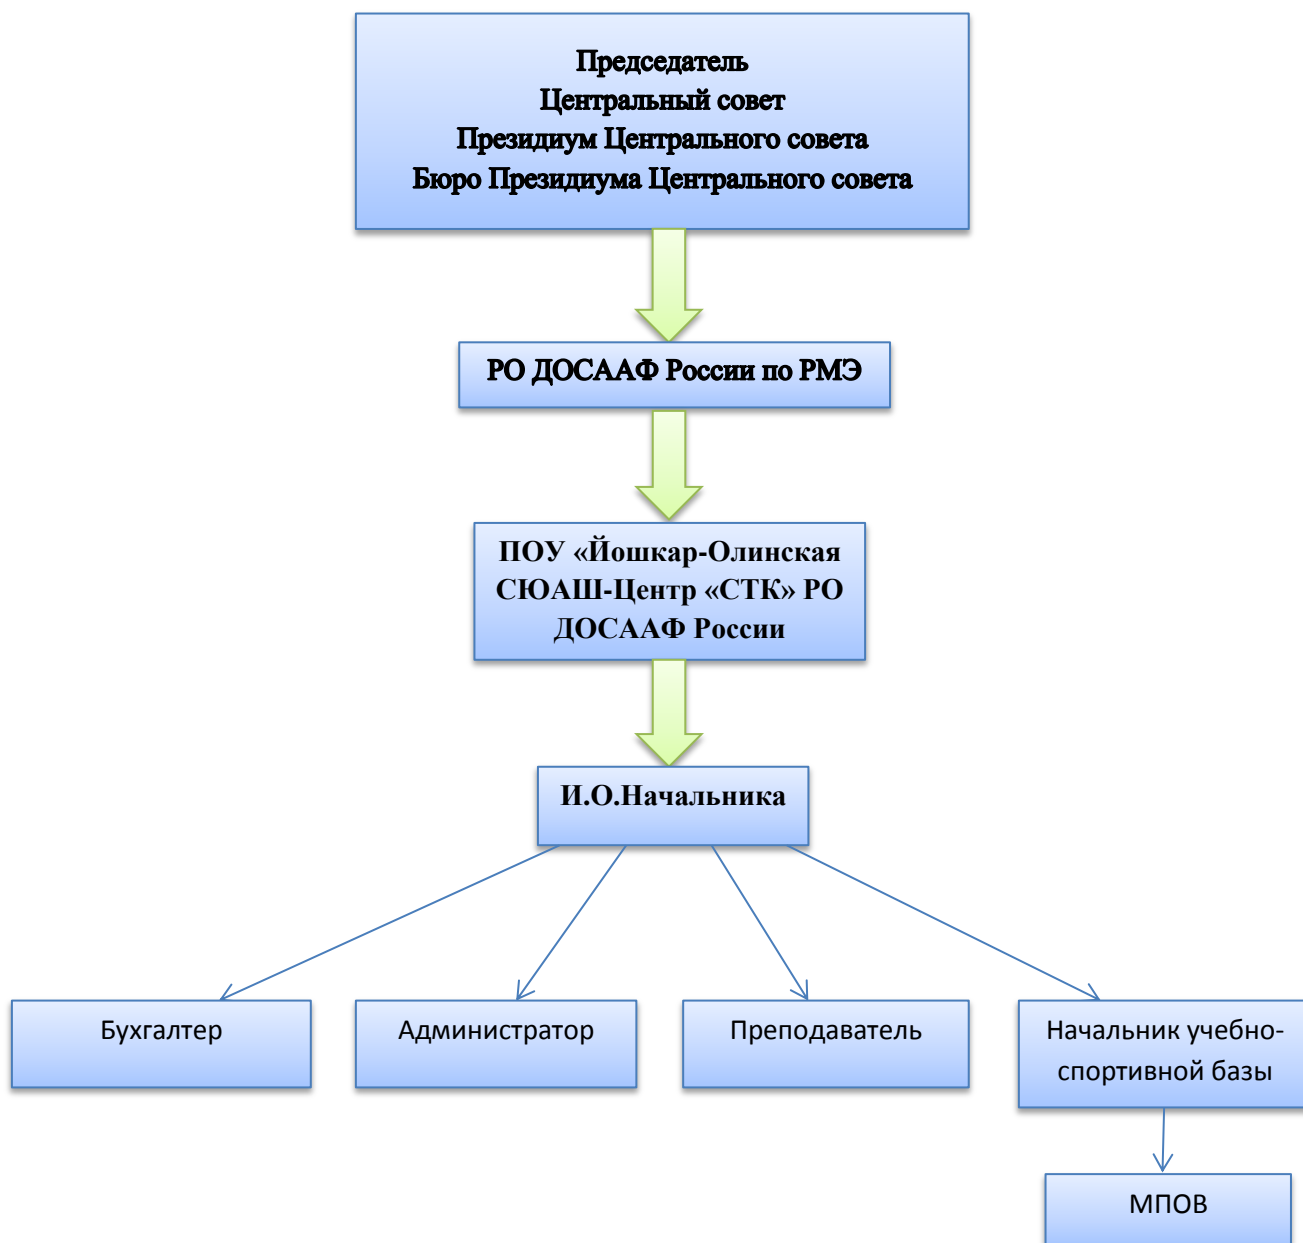 Председатель
Центральный совет
Президиум Центрального совета
Бюро Президиума Центрального совета
РО ДОСААФ России по РМЭ
ПОУ «Йошкар-Олинская
СЮАШ-Центр «СТК» РО
ДОСААФ России
И.О.Начальника
Бухгалтер
Администратор
Преподаватель
Начальник учебно-
спортивной базы
МПОВ